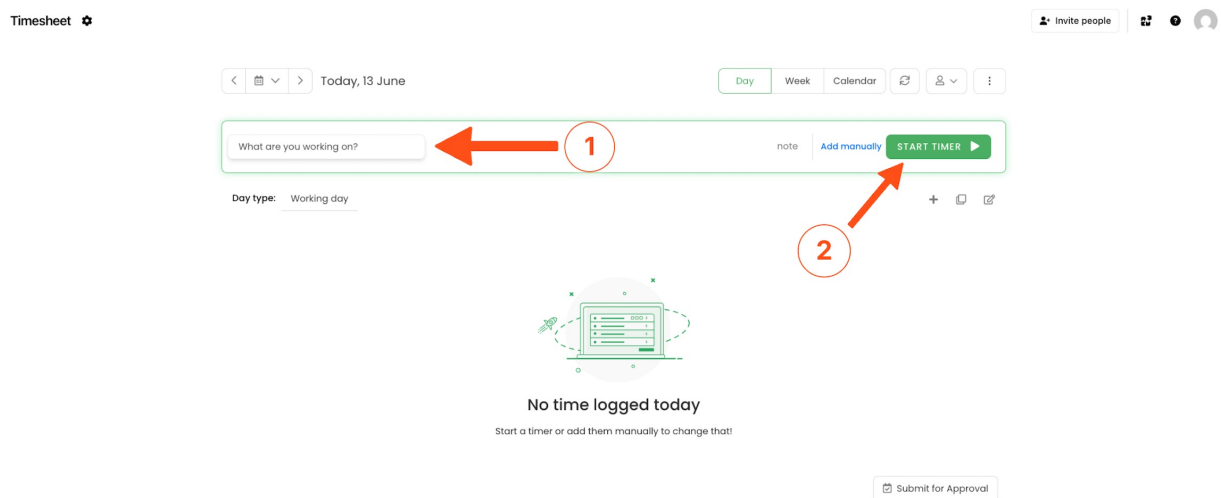 Timesheet
Invite people
Today, 13 June
Day Week Calendar
What are you working on?
1
note Add manually START TIMER
Day type: Working day
2
No time logged today
Start a timer or add them manually to change that!
Submit for Approval